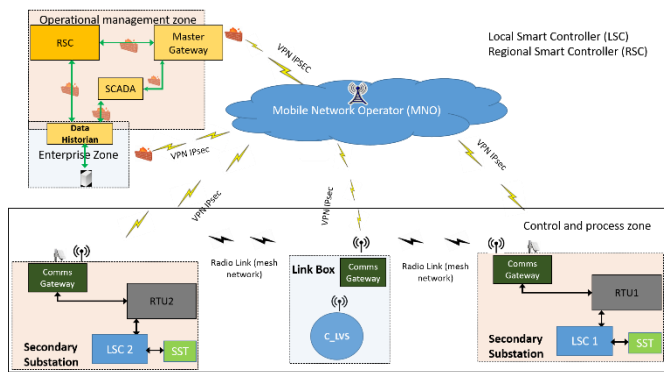 Operational management zone
RSC
Master
Gateway
SCADA
Data
Historian
Enterprise Zone
VPN IPSEC
VPN IPsec
Mobile Network Operator (MNO)
Local Smart Controller (LSC)
Regional Smart Controller (RSC)
VPN IPsec
VPN IPsec
VPN IPsec
Control and process zone
Comms
Gateway
RTU2
Secondary
Substation
LSC 2
SST
Radio Link (mesh
network)
Link Box
Comms
Gateway
C_LVS
Radio Link (mesh
network)
Comms
Gateway
RTU1
Secondary
Substation
LSC 1
SST